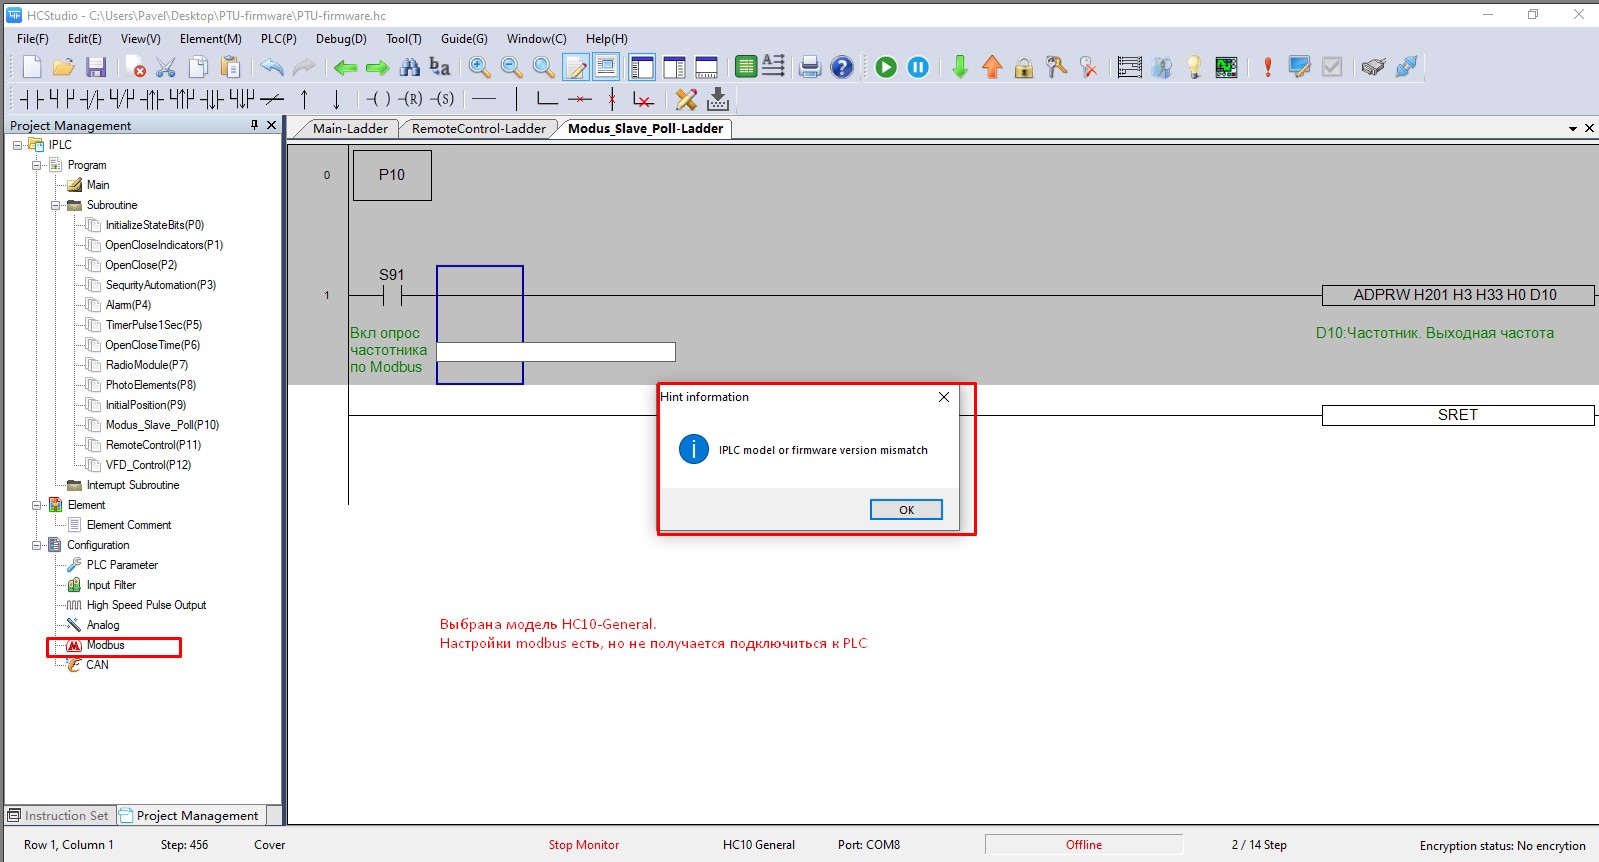 HCStudio - C:\Users\Pavel\Desktop\PTU-firmware\PTU-firmware.hc
File(F) Edit(E) View(V) Element(M) PLC(P) Debug(D) Tool(T) Guide(G) Window(C) Help(H)
(R) (S)
Project Management
Main-Ladder RemoteControl-Ladder Modus_Slave_Poll-Ladder
IPLC
Program
Main
Subroutine
InitializeStateBits(P0)
OpenCloseIndicators(P1)
OpenClose(P2)
SequrityAutomation(P3)
Alarm(P4)
TimerPulse1Sec(P5)
OpenCloseTime(P6)
RadioModule(P7)
PhotoElements(P8)
InitialPosition(P9)
Modus_Slave_Poll(P10)
RemoteControl(P11)
VFD_Control(P12)
Interrupt Subroutine
Element
Element Comment
Configuration
PLC Parameter
Input Filter
High Speed Pulse Output
Analog
Modbus
CAN
0
P10
1
S91
ADPRW H201 H3 H33 H0 D10
Вкл опрос
частотника
по Modbus
D10:Частотник. Выходная частота
SRET
Hint information
IPLC model or firmware version mismatch
OK
Выбрана модель HC10-General.
Настройки modbus есть, но не получается подключиться к PLC
Instruction Set Project Management
Row 1, Column 1 Step: 456 Cover Stop Monitor HC10 General Port: COM8 Offline 2 / 14 Step Encryption status: No encrytion